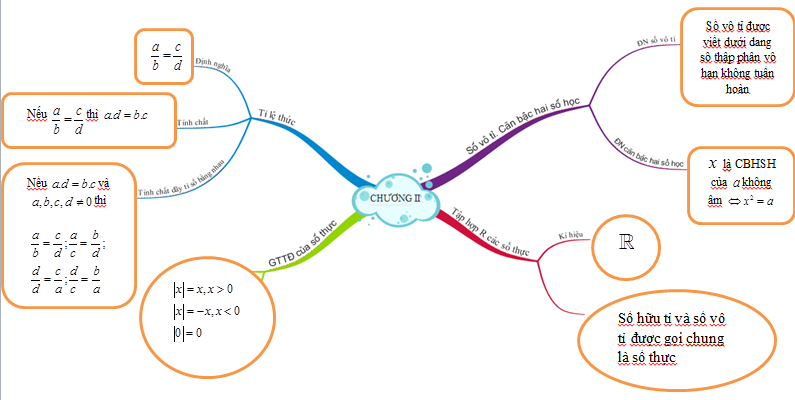 CHƯƠNG II
Tỉ lệ thức
Định nghĩa
a/b = c/d
Tính chất
Nếu a/b = c/d thì a.d = b.c
Tính chất dãy tỉ số bằng nhau
Nếu a.d = b.c và
a,b,c,d ≠ 0 thì
a/b = c/d; a/c = b/d;
d/d = c/a; d/c = b/a
GTTĐ của số thực
|x| = x, x > 0
|x| = −x, x < 0
|0| = 0
Số vô tỉ. Căn bậc hai số học
ĐN số vô tỉ
Số vô tỉ được
viết dưới dạng
số thập phân vô
hạn không tuần
hoàn
ĐN căn bậc hai số học
x là CBHSH
của a không
âm ⇔ x² = a
Tập hợp R các số thực
Kí hiệu
ℝ
Số hữu tỉ và số vô
tỉ được gọi chung
là số thực